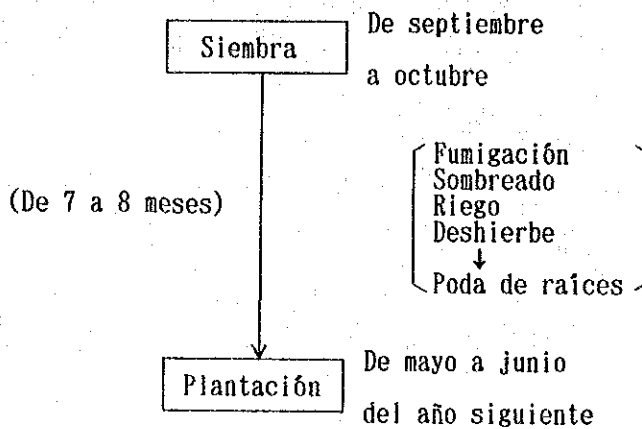 Siembra
De septiembre
a octubre
(De 7 a 8 meses)
Fumigación
Sombreado
Riego
Deshierbe
↓
Poda de raíces
Plantación
De mayo a junio
del año siguiente